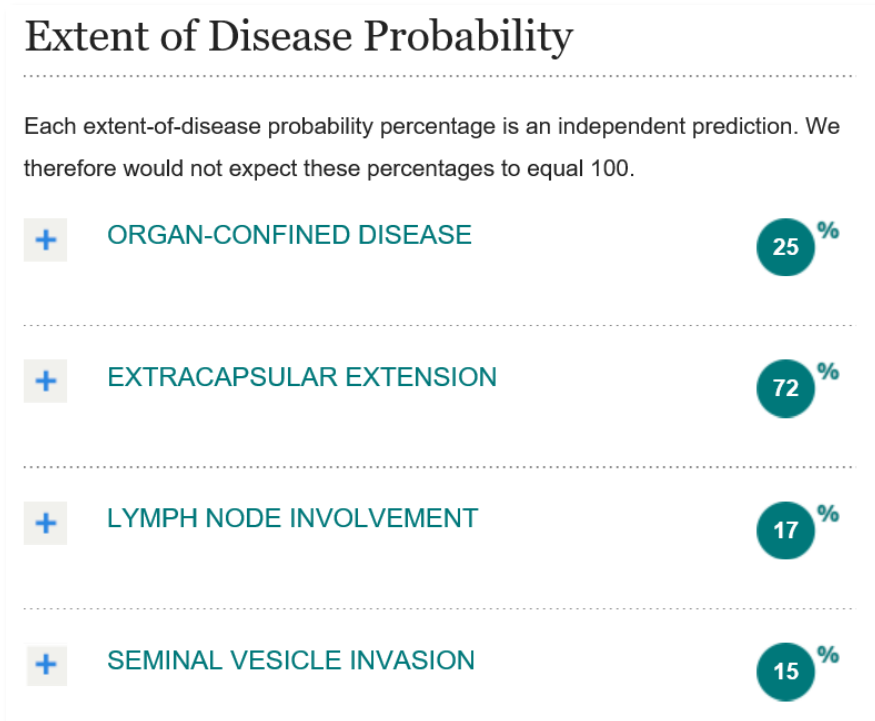 Extent of Disease Probability
Each extent-of-disease probability percentage is an independent prediction. We
therefore would not expect these percentages to equal 100.
+ ORGAN-CONFINED DISEASE 25 %
+ EXTRACAPSULAR EXTENSION 72 %
+ LYMPH NODE INVOLVEMENT 17 %
+ SEMINAL VESICLE INVASION 15 %